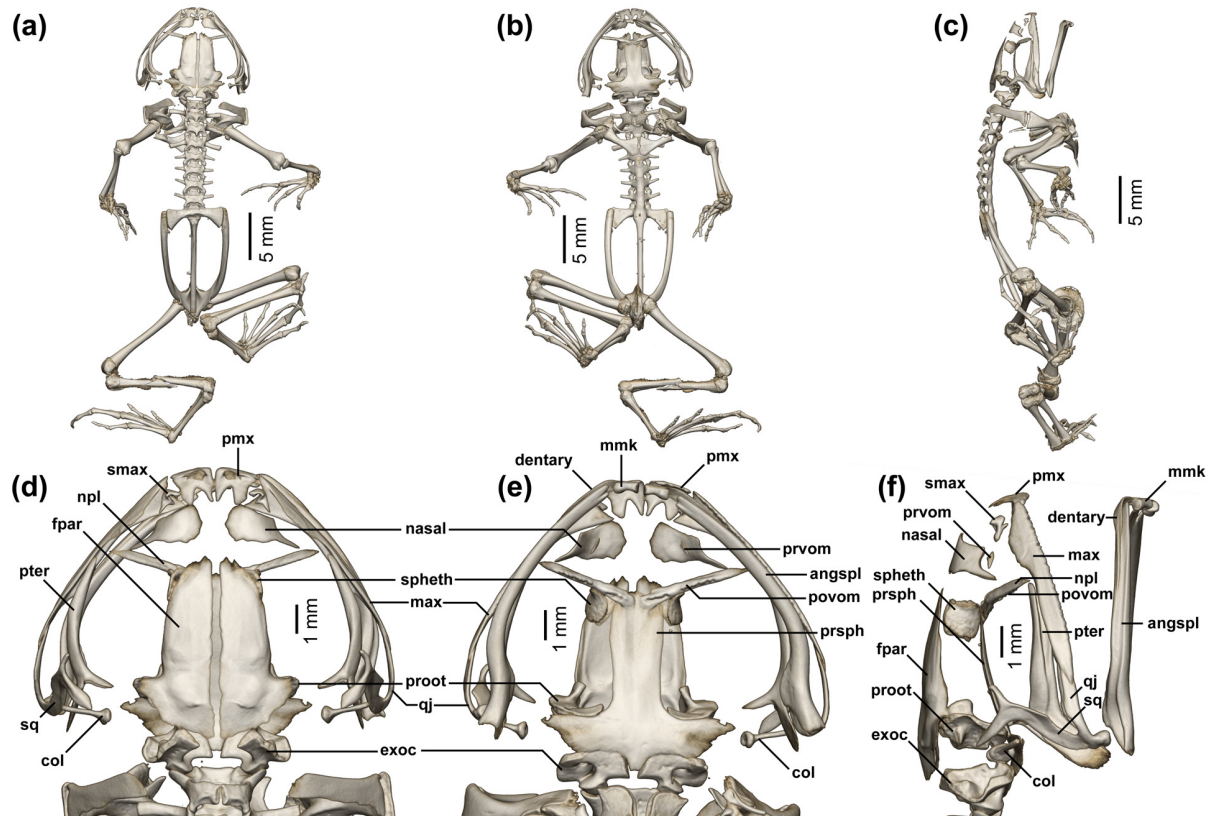 (a)
(b)
(c)
5 mm
5 mm
5 mm
(d)
pmx
smax
npl
fpar
pter
sq
col
1 mm
nasal
spheth
max
proot
qj
exoc
(e)
mmk
dentary
pmx
prvom
angspl
povom
prsph
col
1 mm
(f)
pmx
mmk
smax
dentary
prvom
nasal
max
npl
spheth
povom
prsph
1 mm
pter
angspl
fpar
qj
proot
sq
exoc
col